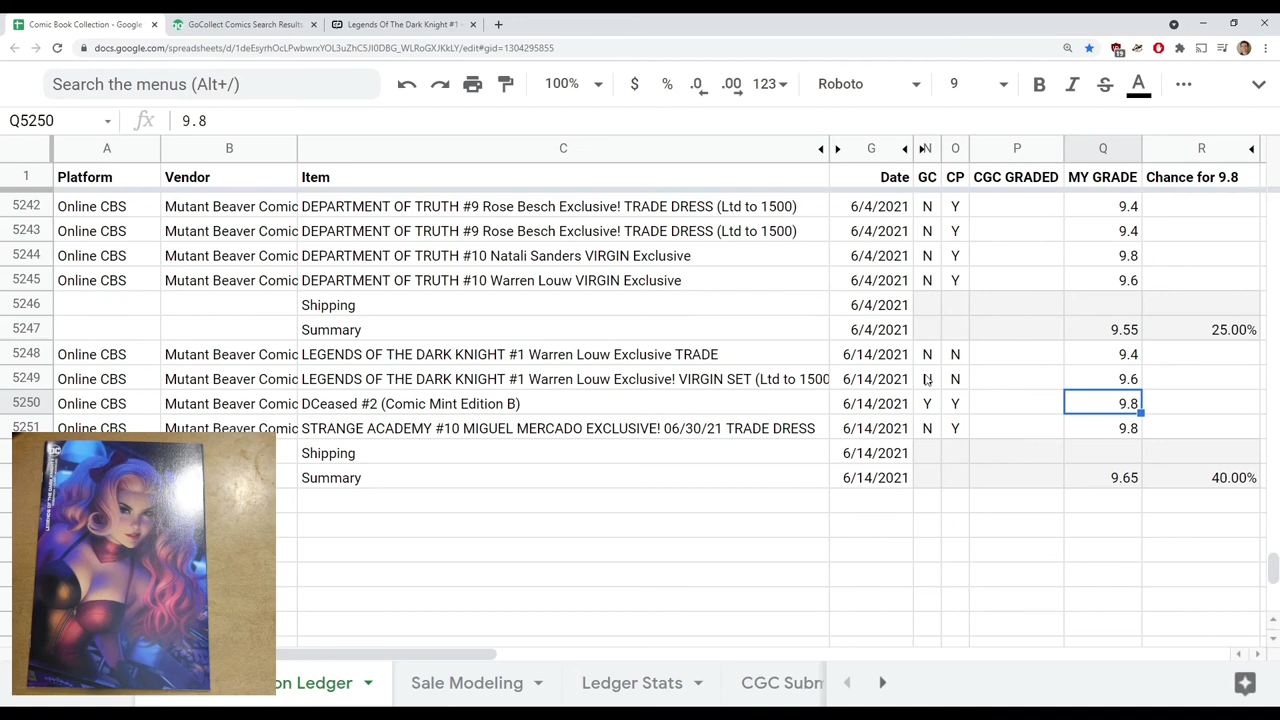 Comic Book Collection - Google
GoCollect Comics Search Results
Legends Of The Dark Knight #1 -
docs.google.com/spreadsheets/d/1deEsyrhOcLPwbwrxYOL3uZhC5JI0DBG_WLRoGXJKkLY/edit#gid=1304295855
19
Search the menus (Alt+/)
100% $ % .0 .00 123 Roboto 9 B I S A
Q5250 fx 9.8
A B C G N O P Q R
1 Platform Vendor Item Date GC CP CGC GRADED MY GRADE Chance for 9.8
5242 Online CBS Mutant Beaver Comic DEPARTMENT OF TRUTH #9 Rose Besch Exclusive! TRADE DRESS (Ltd to 1500) 6/4/2021 N Y 9.4
5243 Online CBS Mutant Beaver Comic DEPARTMENT OF TRUTH #9 Rose Besch Exclusive! TRADE DRESS (Ltd to 1500) 6/4/2021 N Y 9.4
5244 Online CBS Mutant Beaver Comic DEPARTMENT OF TRUTH #10 Natali Sanders VIRGIN Exclusive 6/4/2021 N Y 9.8
5245 Online CBS Mutant Beaver Comic DEPARTMENT OF TRUTH #10 Warren Louw VIRGIN Exclusive 6/4/2021 N Y 9.6
5246 Shipping 6/4/2021
5247 Summary 6/4/2021 9.55 25.00%
5248 Online CBS Mutant Beaver Comic LEGENDS OF THE DARK KNIGHT #1 Warren Louw Exclusive TRADE 6/14/2021 N N 9.4
5249 Online CBS Mutant Beaver Comic LEGENDS OF THE DARK KNIGHT #1 Warren Louw Exclusive! VIRGIN SET (Ltd to 1500 6/14/2021 N N 9.6
5250 Online CBS Mutant Beaver Comic DCeased #2 (Comic Mint Edition B) 6/14/2021 Y Y 9.8
5251 Online CBS Mutant Beaver Comic STRANGE ACADEMY #10 MIGUEL MERCADO EXCLUSIVE! 06/30/21 TRADE DRESS 6/14/2021 N Y 9.8
Shipping 6/14/2021
Summary 6/14/2021 9.65 40.00%
DC
LEGENDS OF THE DARK KNIGHT
on Ledger Sale Modeling Ledger Stats CGC Subm